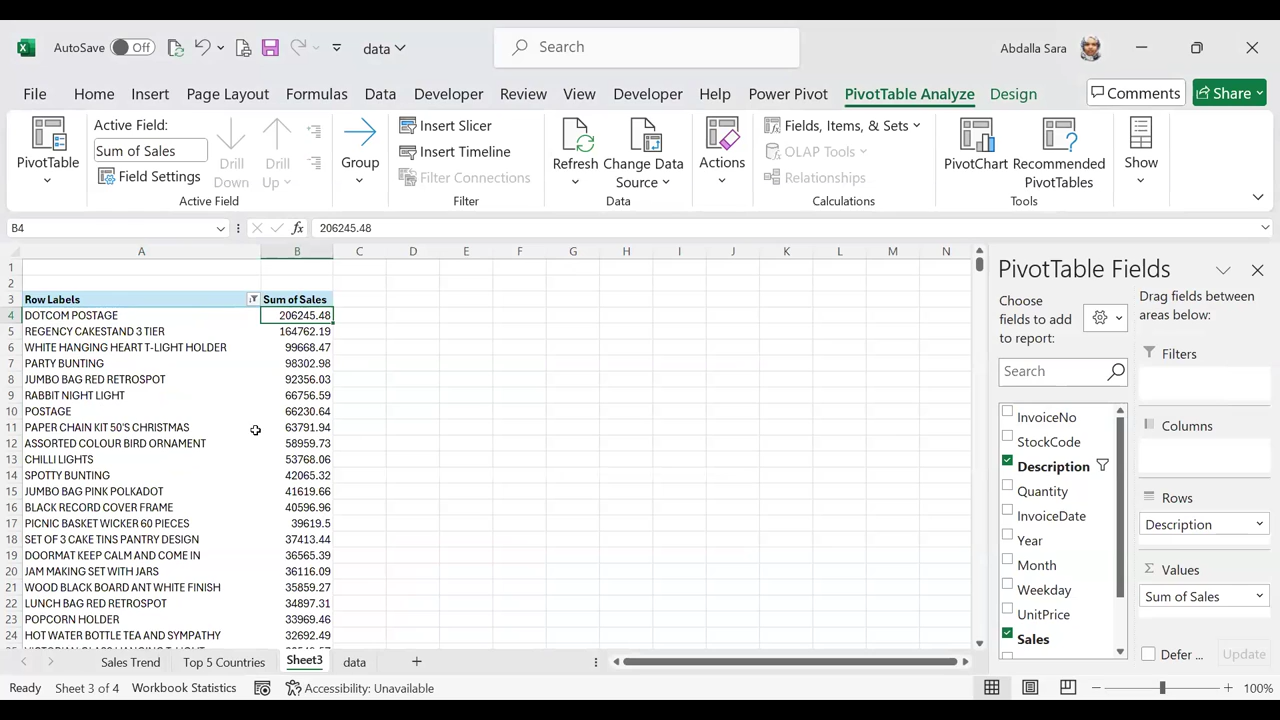 AutoSave Off data Search Abdalla Sara
File Home Insert Page Layout Formulas Data Developer Review View Developer Help Power Pivot PivotTable Analyze Design Comments Share
PivotTable
Active Field:
Sum of Sales
Field Settings
Drill Down
Drill Up
Active Field
Group
Insert Slicer
Insert Timeline
Filter Connections
Filter
Refresh
Change Data Source
Data
Actions
Fields, Items, & Sets
OLAP Tools
Relationships
Calculations
PivotChart
Recommended PivotTables
Tools
Show
B4 fx 206245.48
A B C D E F G H I J K L M N
1
2
3 Row Labels Sum of Sales
4 DOTCOM POSTAGE 206245.48
5 REGENCY CAKESTAND 3 TIER 164762.19
6 WHITE HANGING HEART T-LIGHT HOLDER 99668.47
7 PARTY BUNTING 98302.98
8 JUMBO BAG RED RETROSPOT 92356.03
9 RABBIT NIGHT LIGHT 66756.59
10 POSTAGE 66230.64
11 PAPER CHAIN KIT 50'S CHRISTMAS 63791.94
12 ASSORTED COLOUR BIRD ORNAMENT 58959.73
13 CHILLI LIGHTS 53768.06
14 SPOTTY BUNTING 42065.32
15 JUMBO BAG PINK POLKADOT 41619.66
16 BLACK RECORD COVER FRAME 40596.96
17 PICNIC BASKET WICKER 60 PIECES 39619.5
18 SET OF 3 CAKE TINS PANTRY DESIGN 37413.44
19 DOORMAT KEEP CALM AND COME IN 36565.39
20 JAM MAKING SET WITH JARS 36116.09
21 WOOD BLACK BOARD ANT WHITE FINISH 35859.27
22 LUNCH BAG RED RETROSPOT 34897.31
23 POPCORN HOLDER 33969.46
24 HOT WATER BOTTLE TEA AND SYMPATHY 32692.49
PivotTable Fields
Choose fields to add to report:
Search
InvoiceNo
StockCode
Description
Quantity
InvoiceDate
Year
Month
Weekday
UnitPrice
Sales
Drag fields between areas below:
Filters
Columns
Rows
Description
Values
Sum of Sales
Defer ... Update
Sales Trend Top 5 Countries Sheet3 data
Ready Sheet 3 of 4 Workbook Statistics Accessibility: Unavailable 100%